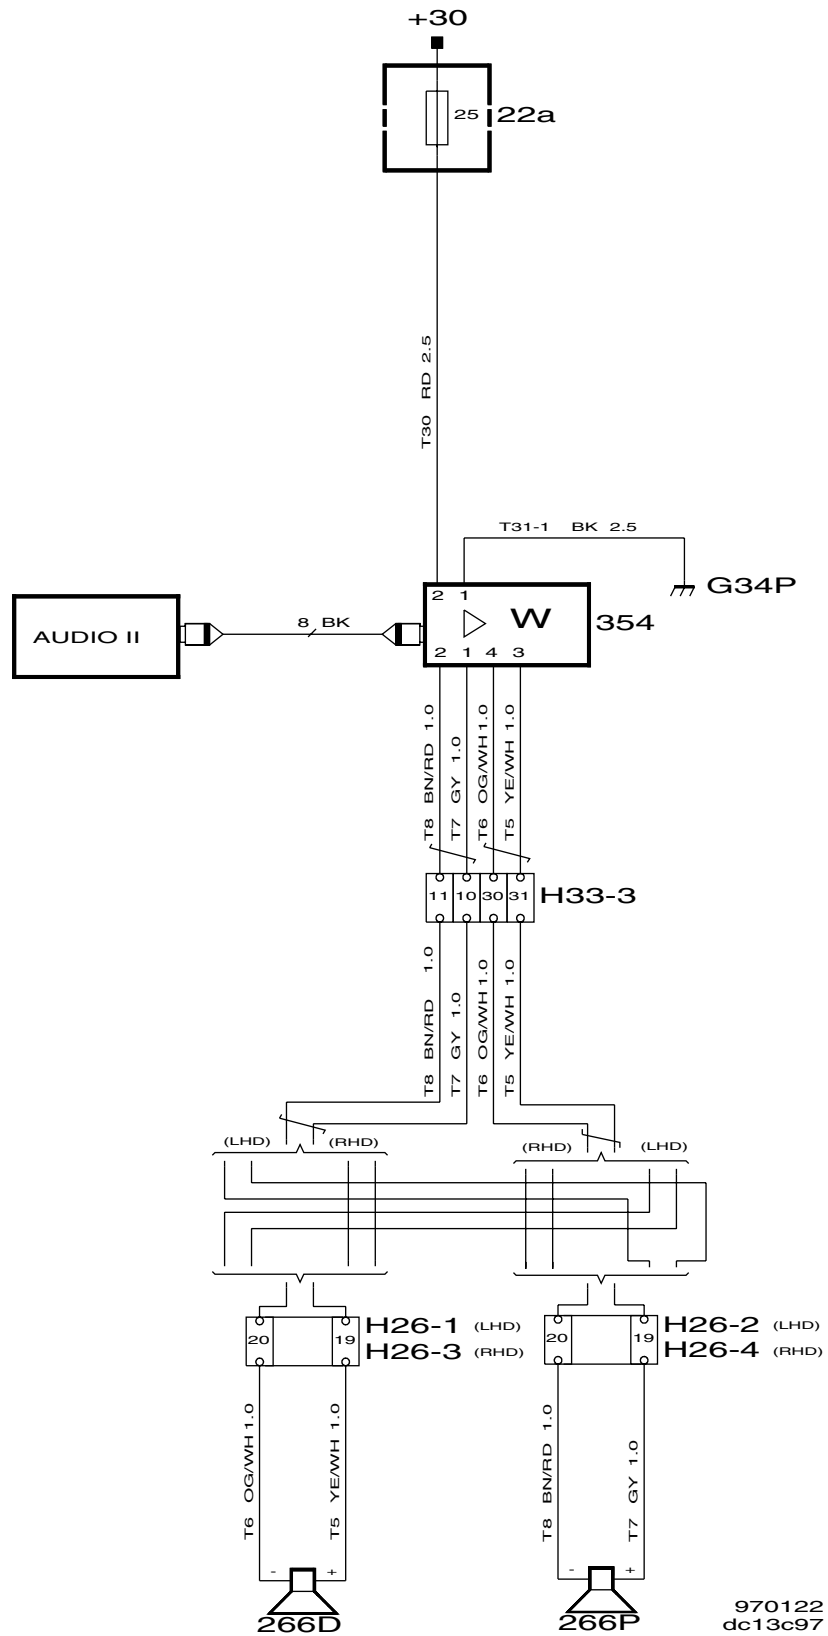 +30
25 22a
T30 RD 2.5
T31-1 BK 2.5
G34P
2 1
AUDIO II
8 BK
W
354
2 1 4 3
T8 BN/RD 1.0
T7 GY 1.0
T6 OG/WH 1.0
T5 YE/WH 1.0
11 10 30 31 H33-3
T8 BN/RD 1.0
T7 GY 1.0
T6 OG/WH 1.0
T5 YE/WH 1.0
(LHD) (RHD) (RHD) (LHD)
20 19 H26-1 (LHD)
H26-3 (RHD)
20 19 H26-2 (LHD)
H26-4 (RHD)
T6 OG/WH 1.0
T5 YE/WH 1.0
T8 BN/RD 1.0
T7 GY 1.0
- + - +
266D 266P
970122
dc13c97